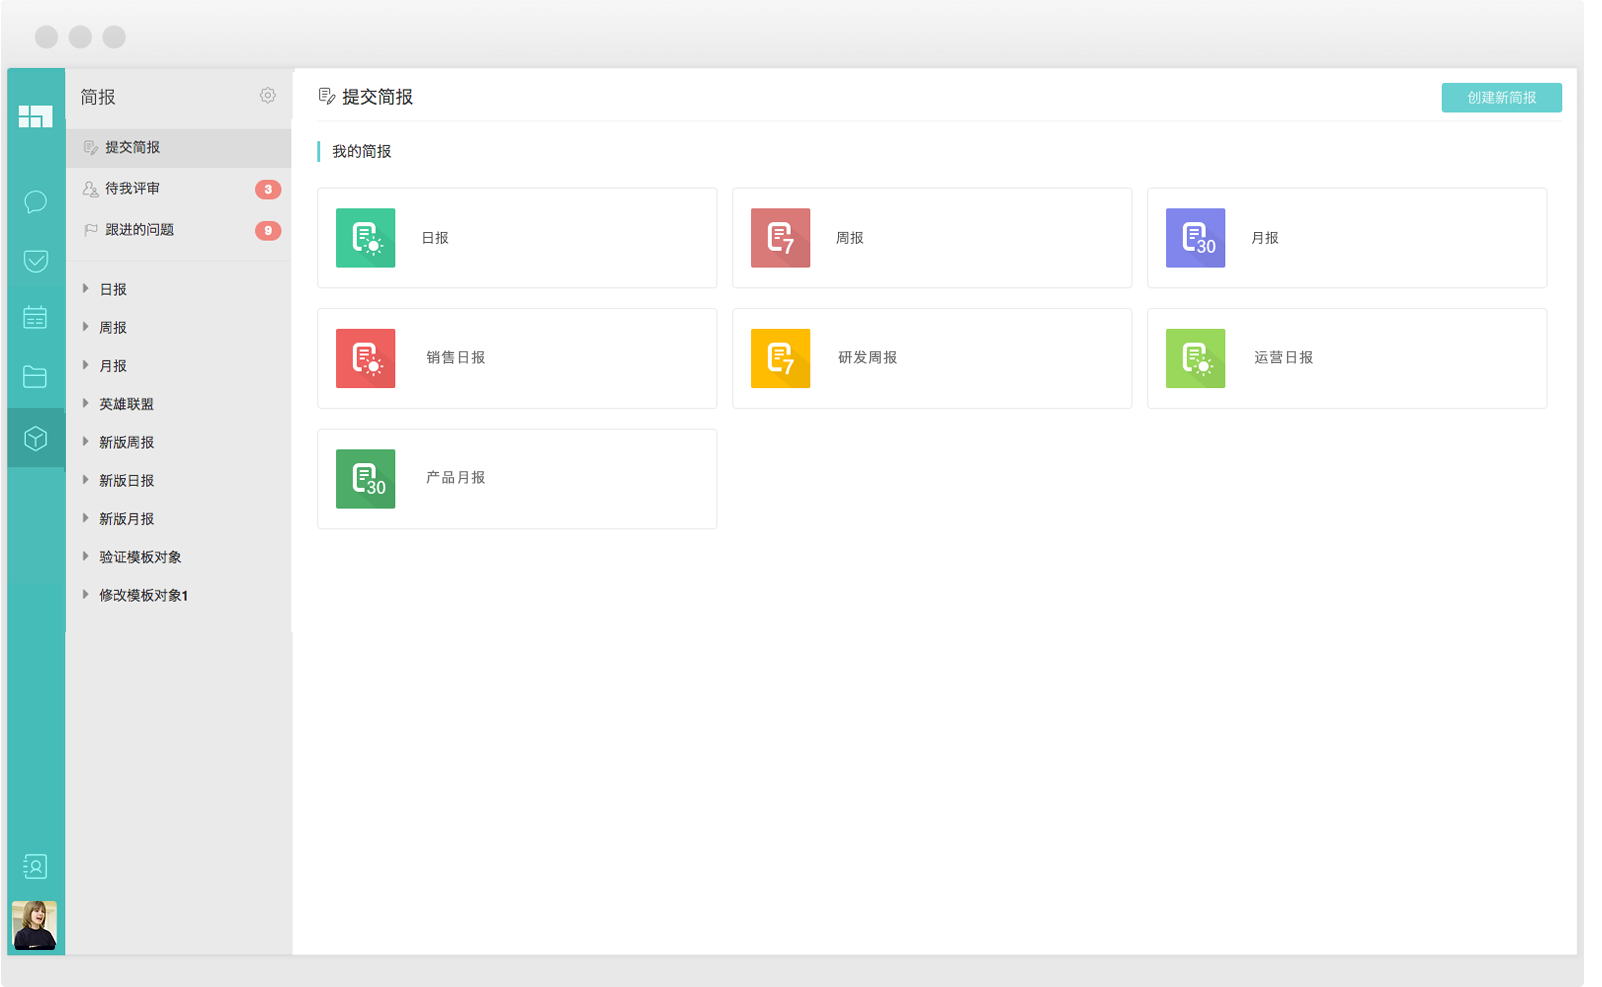 简报
提交简报
待我评审 3
跟进的问题 9
日报
周报
月报
英雄联盟
新版周报
新版日报
新版月报
验证模板对象
修改模板对象1
提交简报
创建新简报
我的简报
日报
7 周报
30 月报
销售日报
7 研发周报
运营日报
30 产品月报